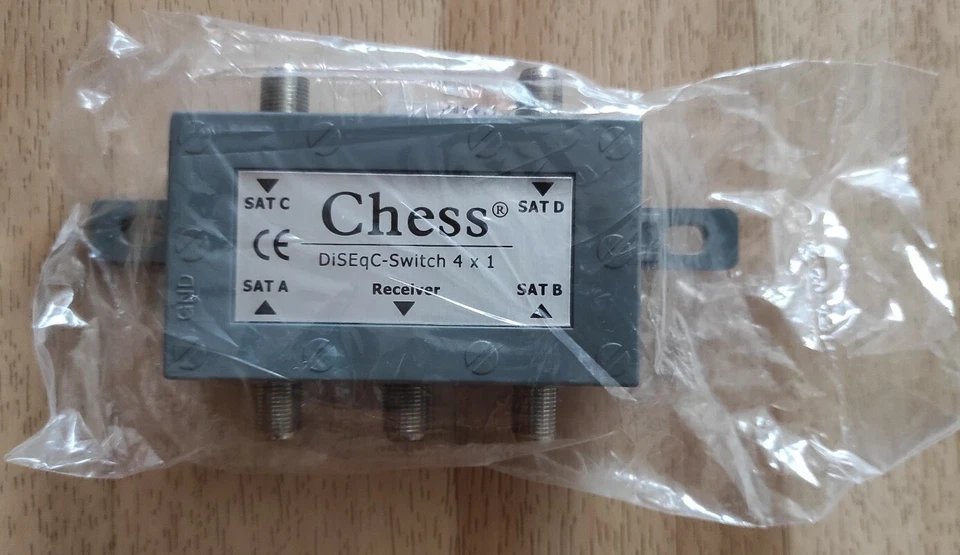 SAT C
Chess®
SAT D
CE
DiSEqC-Switch 4 x 1
SAT A
Receiver
SAT B
GND